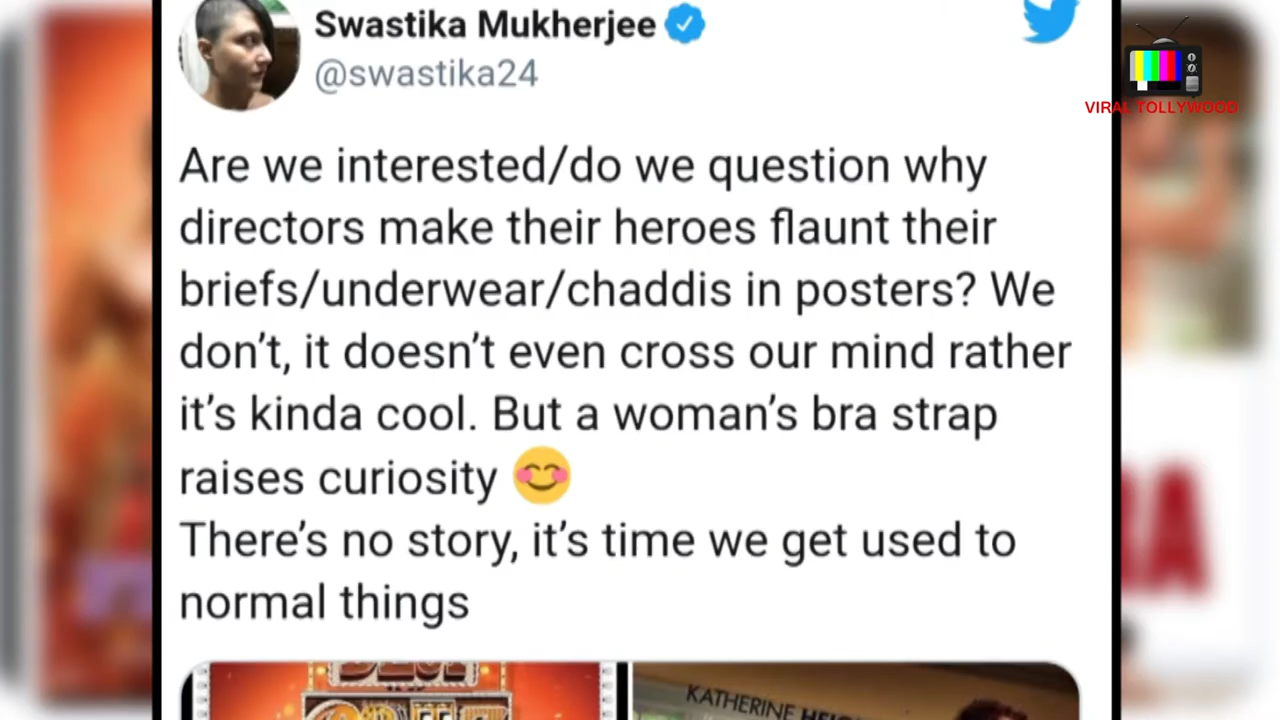 Swastika Mukherjee
@swastika24
VIRAL TOLLYWOOD
Are we interested/do we question why
directors make their heroes flaunt their
briefs/underwear/chaddis in posters? We
don’t, it doesn’t even cross our mind rather
it’s kinda cool. But a woman’s bra strap
raises curiosity 😊
There’s no story, it’s time we get used to
normal things
KATHERINE